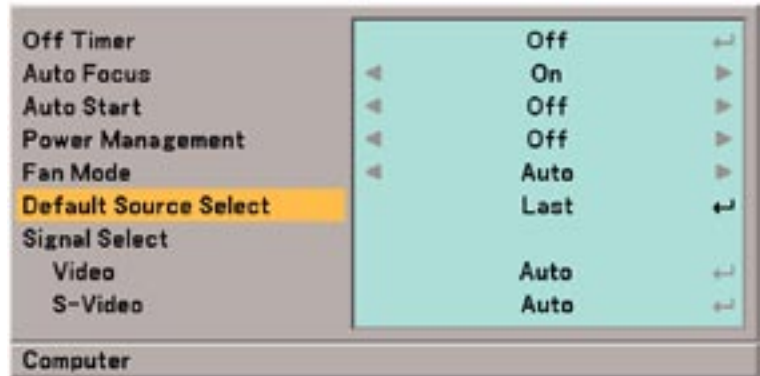 Off Timer Off
Auto Focus On
Auto Start Off
Power Management Off
Fan Mode Auto
Default Source Select Last
Signal Select
Video Auto
S-Video Auto
Computer